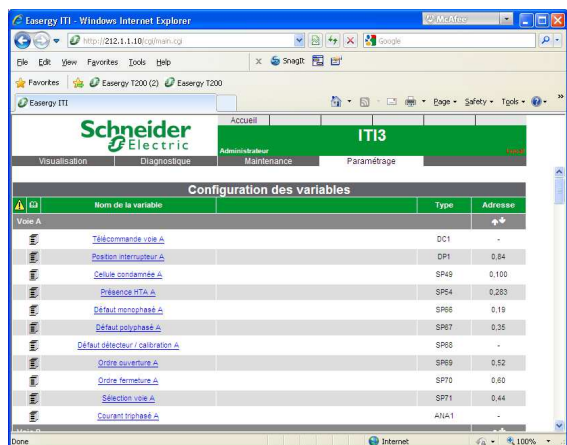 Easergy ITI - Windows Internet Explorer
McAfee
http://212.1.1.10/cgi/main.cgi
Google
File Edit View Favorites Tools Help
SnagIt
Favorites Easergy T200 (2) Easergy T200
Easergy ITI
Page Safety Tools
Schneider Electric
Accueil
ITI3
Administrateur
Visualisation Diagnostique Maintenance Paramétrage
Configuration des variables
Nom de la variable Type Adresse
Voie A
Télécommande voie A DC1 -
Position interrupteur A DP1 0,84
Cellule condamnée A SP49 0,100
Présence HTA A SP54 0,283
Défaut monophasé A SP66 0,19
Défaut polyphasé A SP67 0,35
Défaut détecteur / calibration A SP68 -
Ordre ouverture A SP69 0,52
Ordre fermeture A SP70 0,60
Sélection voie A SP71 0,44
Courant triphasé A ANA1 -
Done Internet 100%